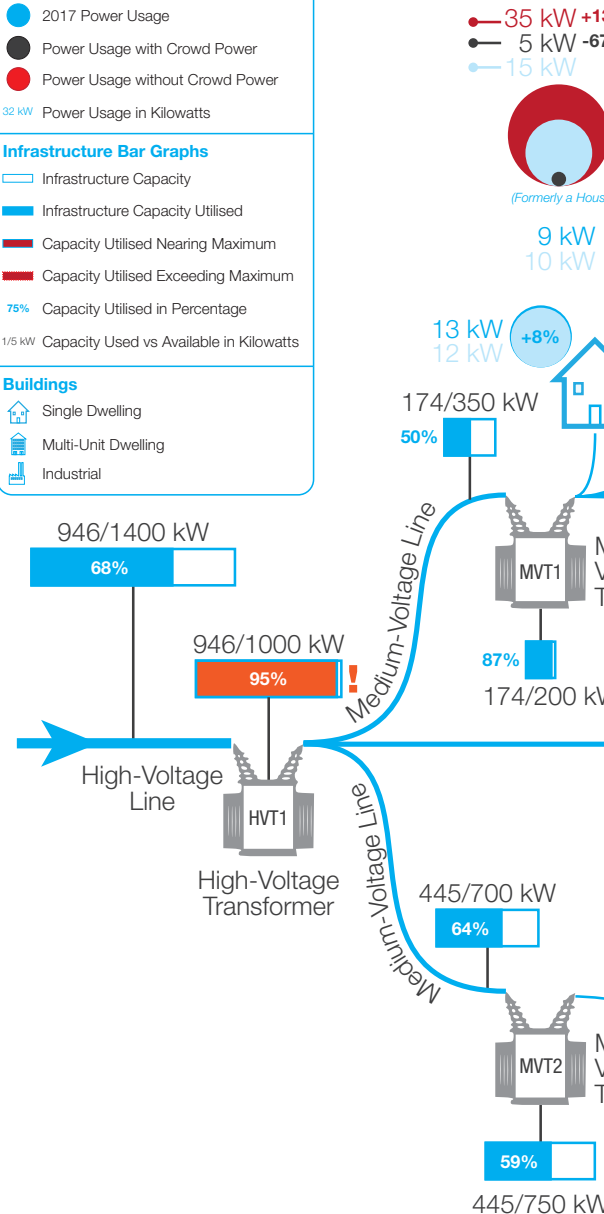 2017 Power Usage
Power Usage with Crowd Power
Power Usage without Crowd Power
32 kW Power Usage in Kilowatts
Infrastructure Bar Graphs
Infrastructure Capacity
Infrastructure Capacity Utilised
Capacity Utilised Nearing Maximum
Capacity Utilised Exceeding Maximum
75% Capacity Utilised in Percentage
1/5 kW Capacity Used vs Available in Kilowatts
Buildings
Single Dwelling
Multi-Unit Dwelling
Industrial
35 kW +13
5 kW -67
15 kW
(Formerly a Hous
9 kW
10 kW
13 kW
12 kW
+8%
174/350 kW
50%
Medium-Voltage Line
MVT1
M
V
T
87%
174/200 kW
946/1400 kW
68%
946/1000 kW
95%
!
High-Voltage
Line
HVT1
High-Voltage
Transformer
Medium-Voltage Line
445/700 kW
64%
MVT2
M
V
T
59%
445/750 kW